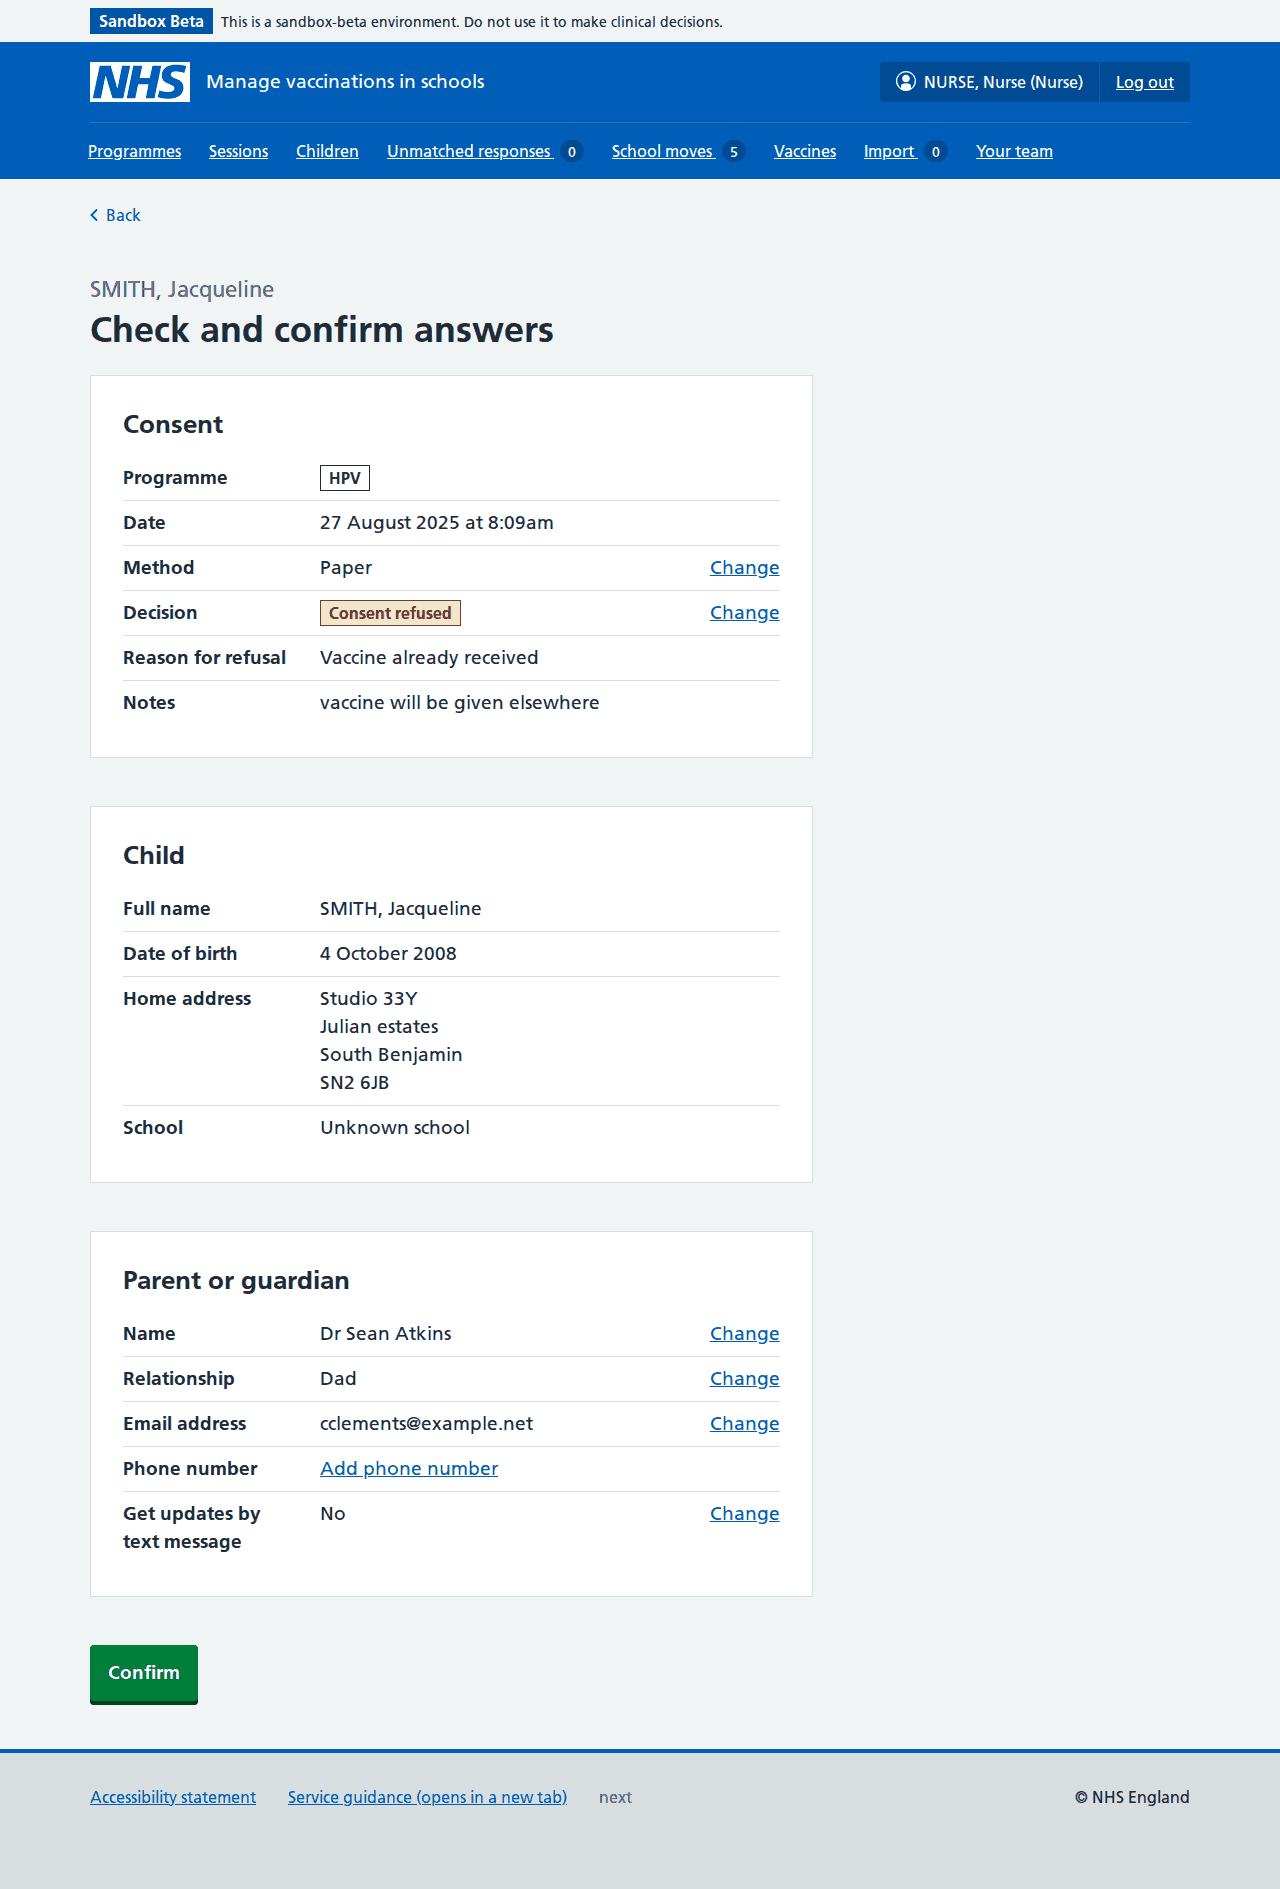 Sandbox Beta This is a sandbox-beta environment. Do not use it to make clinical decisions.
NHS Manage vaccinations in schools NURSE, Nurse (Nurse) Log out
Programmes Sessions Children Unmatched responses 0 School moves 5 Vaccines Import 0 Your team
Back
SMITH, Jacqueline
Check and confirm answers
Consent
Programme HPV
Date 27 August 2025 at 8:09am
Method Paper Change
Decision Consent refused Change
Reason for refusal Vaccine already received
Notes vaccine will be given elsewhere
Child
Full name SMITH, Jacqueline
Date of birth 4 October 2008
Home address Studio 33Y
Julian estates
South Benjamin
SN2 6JB
School Unknown school
Parent or guardian
Name Dr Sean Atkins Change
Relationship Dad Change
Email address cclements@example.net Change
Phone number Add phone number
Get updates by No Change
text message
Confirm
Accessibility statement Service guidance (opens in a new tab) next © NHS England